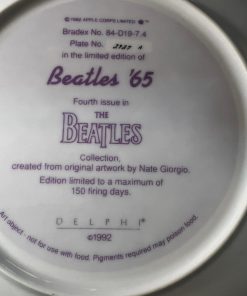 ©1992 APPLE CORPS LIMITED ™
Bradex No. 84-D19-7.4
Plate No.
in the limited edition of
Beatles '65
Fourth issue in
THE
BEATLES
Collection,
created from original artwork by Nate Giorgio.
Edition limited to a maximum of
150 firing days.
DELPHI
©1992
Art object - not for use with food. Pigments required may poison food.